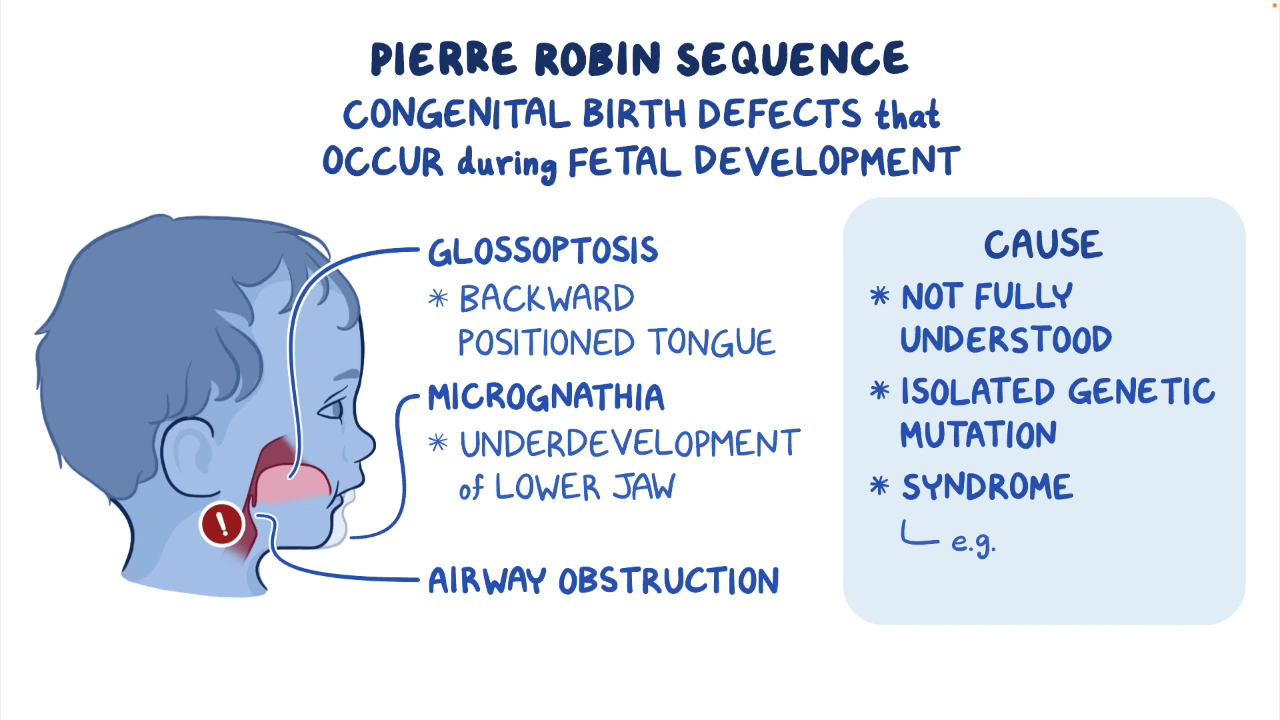 PIERRE ROBIN SEQUENCE
CONGENITAL BIRTH DEFECTS that
OCCUR during FETAL DEVELOPMENT
GLOSSOPTOSIS
* BACKWARD
POSITIONED TONGUE
MICROGNATHIA
* UNDERDEVELOPMENT
of LOWER JAW
AIRWAY OBSTRUCTION
!
CAUSE
* NOT FULLY
UNDERSTOOD
* ISOLATED GENETIC
MUTATION
* SYNDROME
e.g.